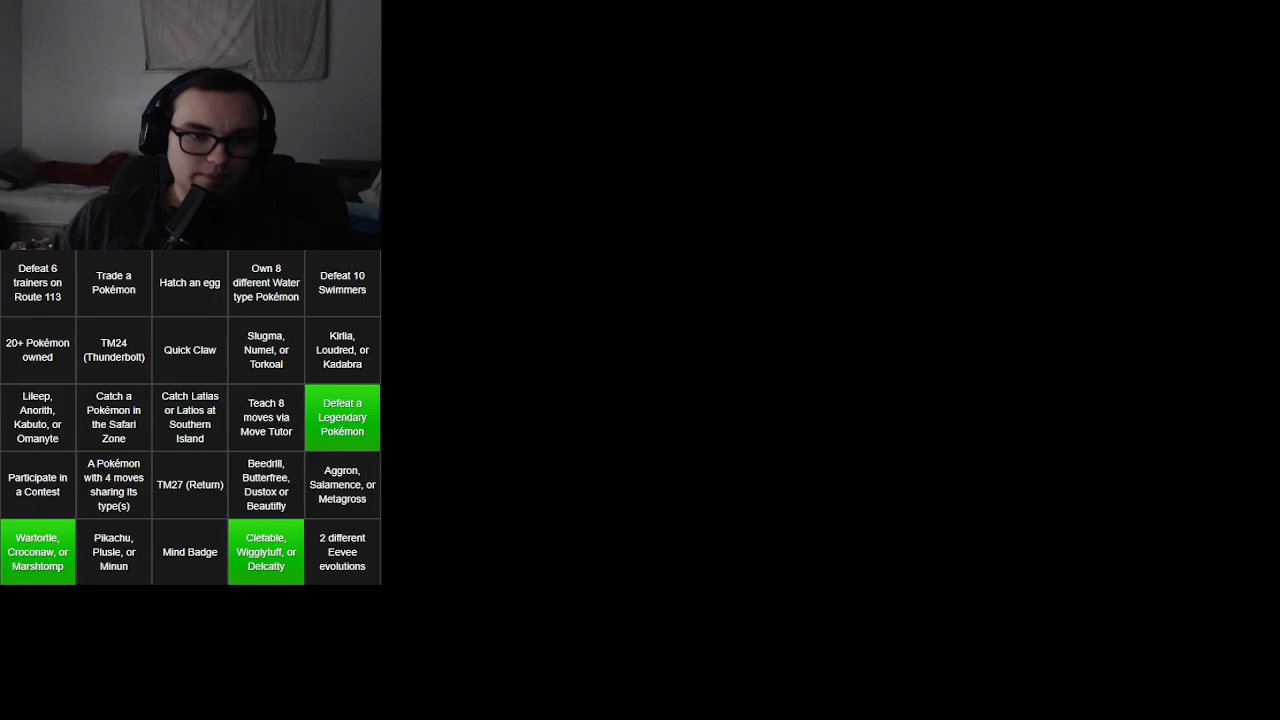 Defeat 6
trainers on
Route 113
Trade a
Pokémon
Hatch an egg
Own 8
different Water
type Pokémon
Defeat 10
Swimmers
20+ Pokémon
owned
TM24
(Thunderbolt)
Quick Claw
Slugma,
Numel, or
Torkoal
Kirlia,
Loudred, or
Kadabra
Lileep,
Anorith,
Kabuto, or
Omanyte
Catch a
Pokémon in
the Safari
Zone
Catch Latias
or Latios at
Southern
Island
Teach 8
moves via
Move Tutor
Defeat a
Legendary
Pokémon
Participate in
a Contest
A Pokémon
with 4 moves
sharing its
type(s)
TM27 (Return)
Beedrill,
Butterfree,
Dustox or
Beautifly
Aggron,
Salamence, or
Metagross
Wartortle,
Croconaw, or
Marshtomp
Pikachu,
Plusle, or
Minun
Mind Badge
Clefable,
Wigglytuff, or
Delcatty
2 different
Eevee
evolutions